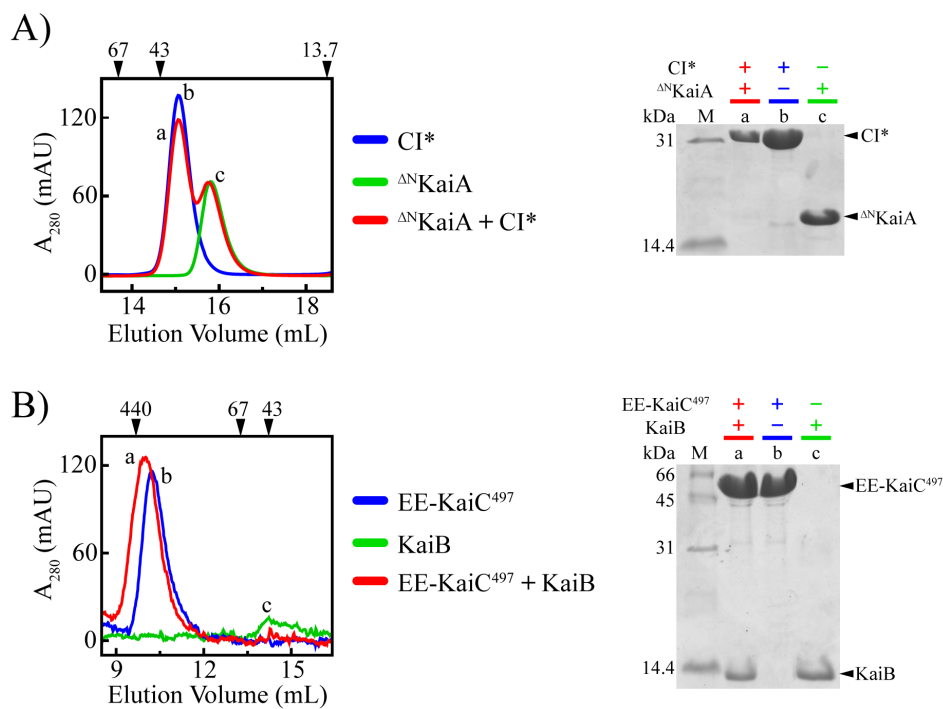 A)
67 43 13.7
120
60
0
A280 (mAU)
a b c
14 16 18
Elution Volume (mL)
CI*
ΔNKaiA
ΔNKaiA + CI*
CI* + + −
ΔNKaiA + − +
kDa M a b c
31
14.4
CI*
ΔNKaiA
B)
440 67 43
120
60
0
A280 (mAU)
a b c
9 12 15
Elution Volume (mL)
EE-KaiC497
KaiB
EE-KaiC497 + KaiB
EE-KaiC497 + + −
KaiB + − +
kDa M a b c
66
45
31
14.4
EE-KaiC497
KaiB